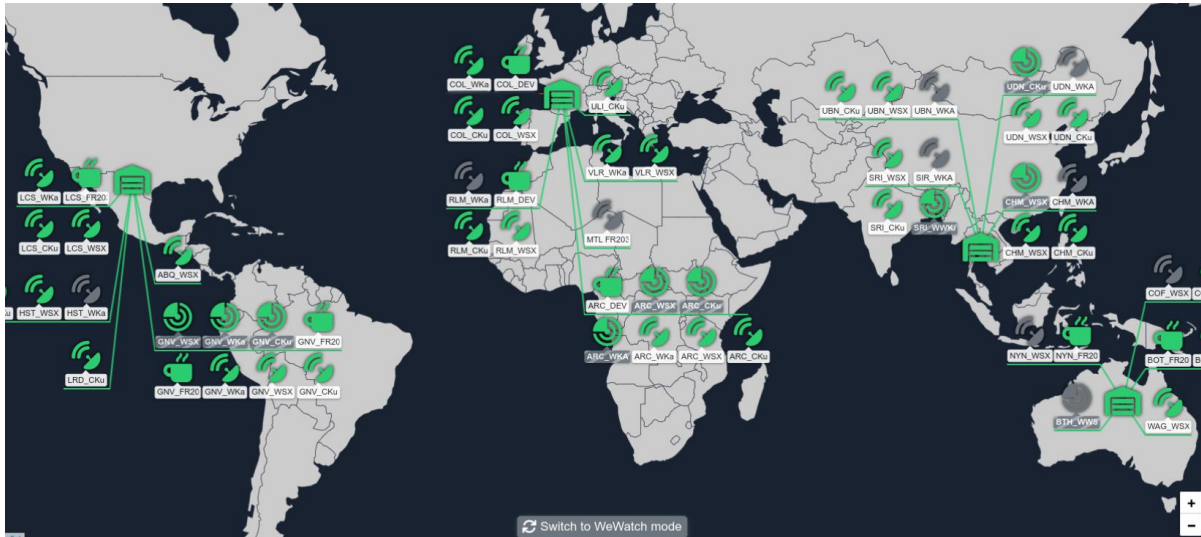 COL_WKa COL_DEV
ULI_CKu
COL_CKu COL_WSX
VLR_WKa VLR_WSX
RLM_WKa RLM_DEV
RLM_CKu RLM_WSX
MTL FR203
ARC_DEV ARC_WSX ARC_CKu
ARC_WKA ARC_WKa ARC_WSX ARC_CKu
LCS_WKa LCS_FR20
LCS_CKu LCS_WSX
ABQ_WSX
HST_WSX HST_WKa
GNV_WSX GNV_WKa GNV_CKu GNV_FR20
LRD_CKu
GNV_FR20 GNV_WKa GNV_WSX GNV_CKu
UDN_CKu UDN_WKA
UBN_CKu UBN_WSX UBN_WKA
UDN_WSX UDN_CKu
SRI_WSX SIR_WKA
CHM_WSX CHM_WKA
SRI_CKu SRI_WWKa
CHM_WSX CHM_CKu
COF_WSX
NYN_WSX NYN_FR20
BOT_FR20
BTH_WW8
WAG_WSX
Switch to WeWatch mode
+
−